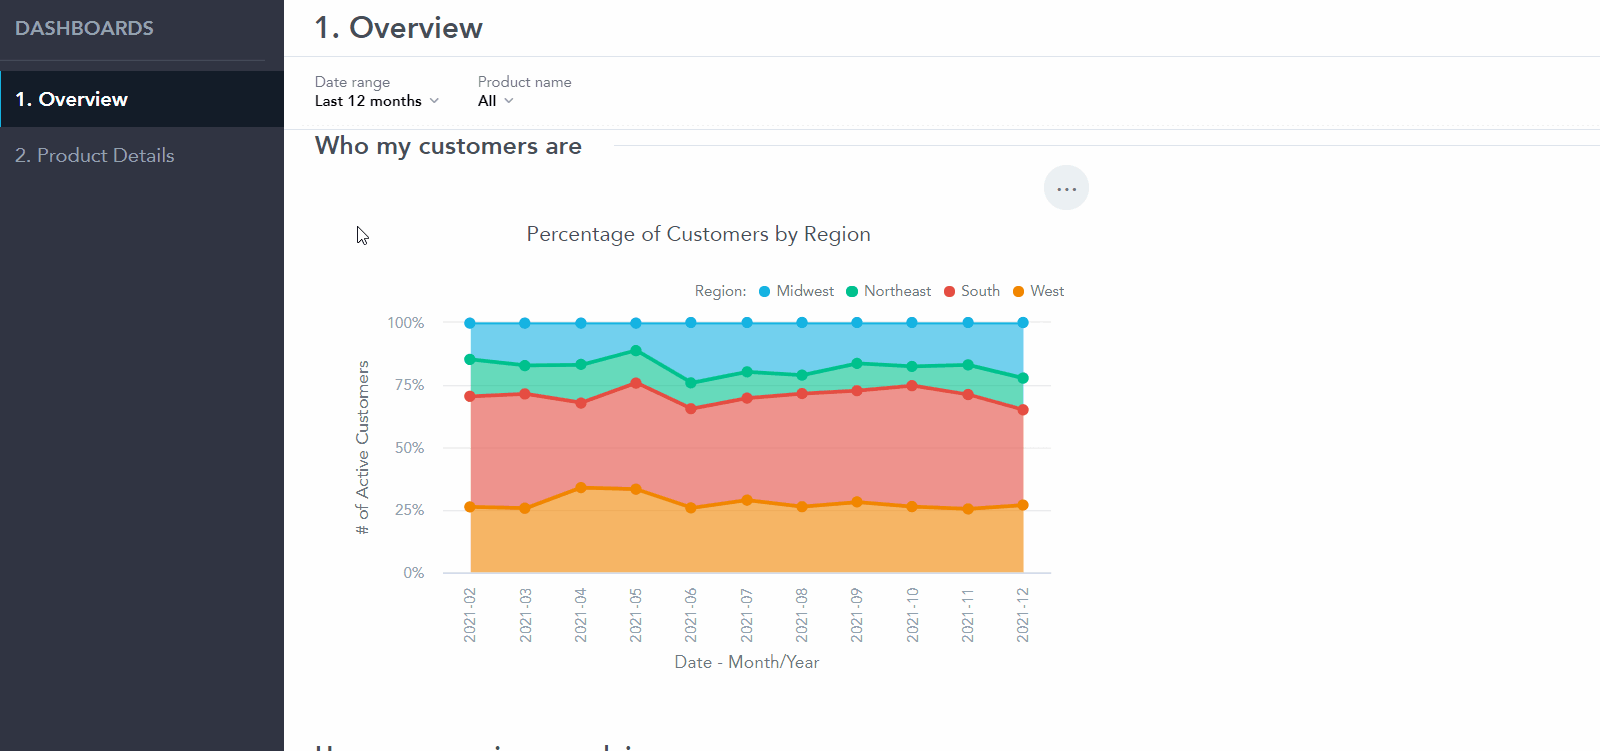 DASHBOARDS
1. Overview
2. Product Details
1. Overview
Date range
Last 12 months
Product name
All
Who my customers are
...
Percentage of Customers by Region
Region: Midwest Northeast South West
# of Active Customers
100%
75%
50%
25%
0%
2021-02
2021-03
2021-04
2021-05
2021-06
2021-07
2021-08
2021-09
2021-10
2021-11
2021-12
Date - Month/Year